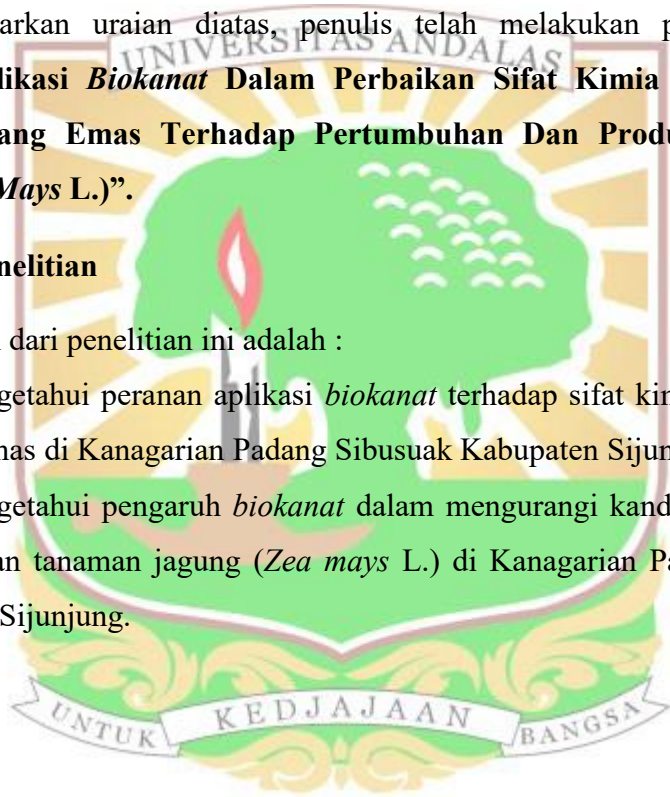 arkan uraian diatas, penulis telah melakukan p
UNIVERSITAS ANDALAS
likasi Biokanat Dalam Perbaikan Sifat Kimia
ang Emas Terhadap Pertumbuhan Dan Produ
Mays L.)”.
nelitian
dari penelitian ini adalah :
getahui peranan aplikasi biokanat terhadap sifat kin
nas di Kanagarian Padang Sibusuak Kabupaten Sijun
getahui pengaruh biokanat dalam mengurangi kand
an tanaman jagung (Zea mays L.) di Kanagarian Pa
Sijunjung.
UNTUK KEDJAJAAN BANGSA